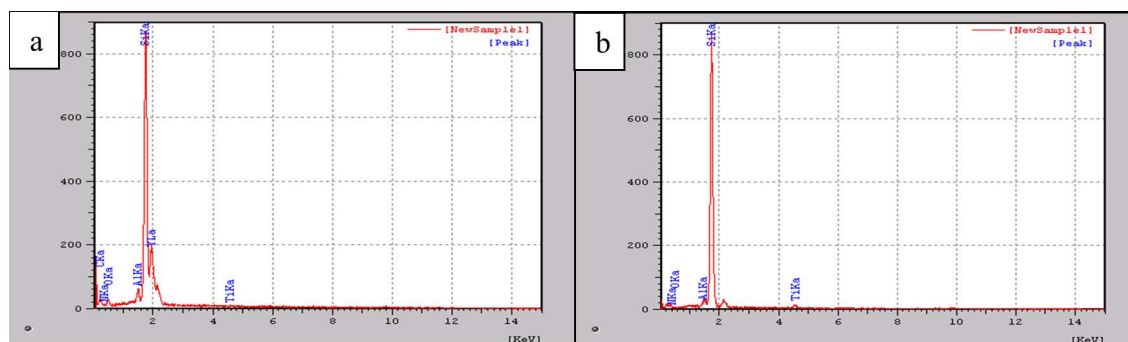 a
[NewSample1]
[Peak]
SiKa
800
600
400
200
0
CKa
NKa
OKa
AlKa
YLa
TiKa
2
4
6
8
10
12
14
[KeV]
b
[NewSample1]
[Peak]
SiKa
800
600
400
200
0
NKa
OKa
AlKa
TiKa
2
4
6
8
10
12
14
[KeV]